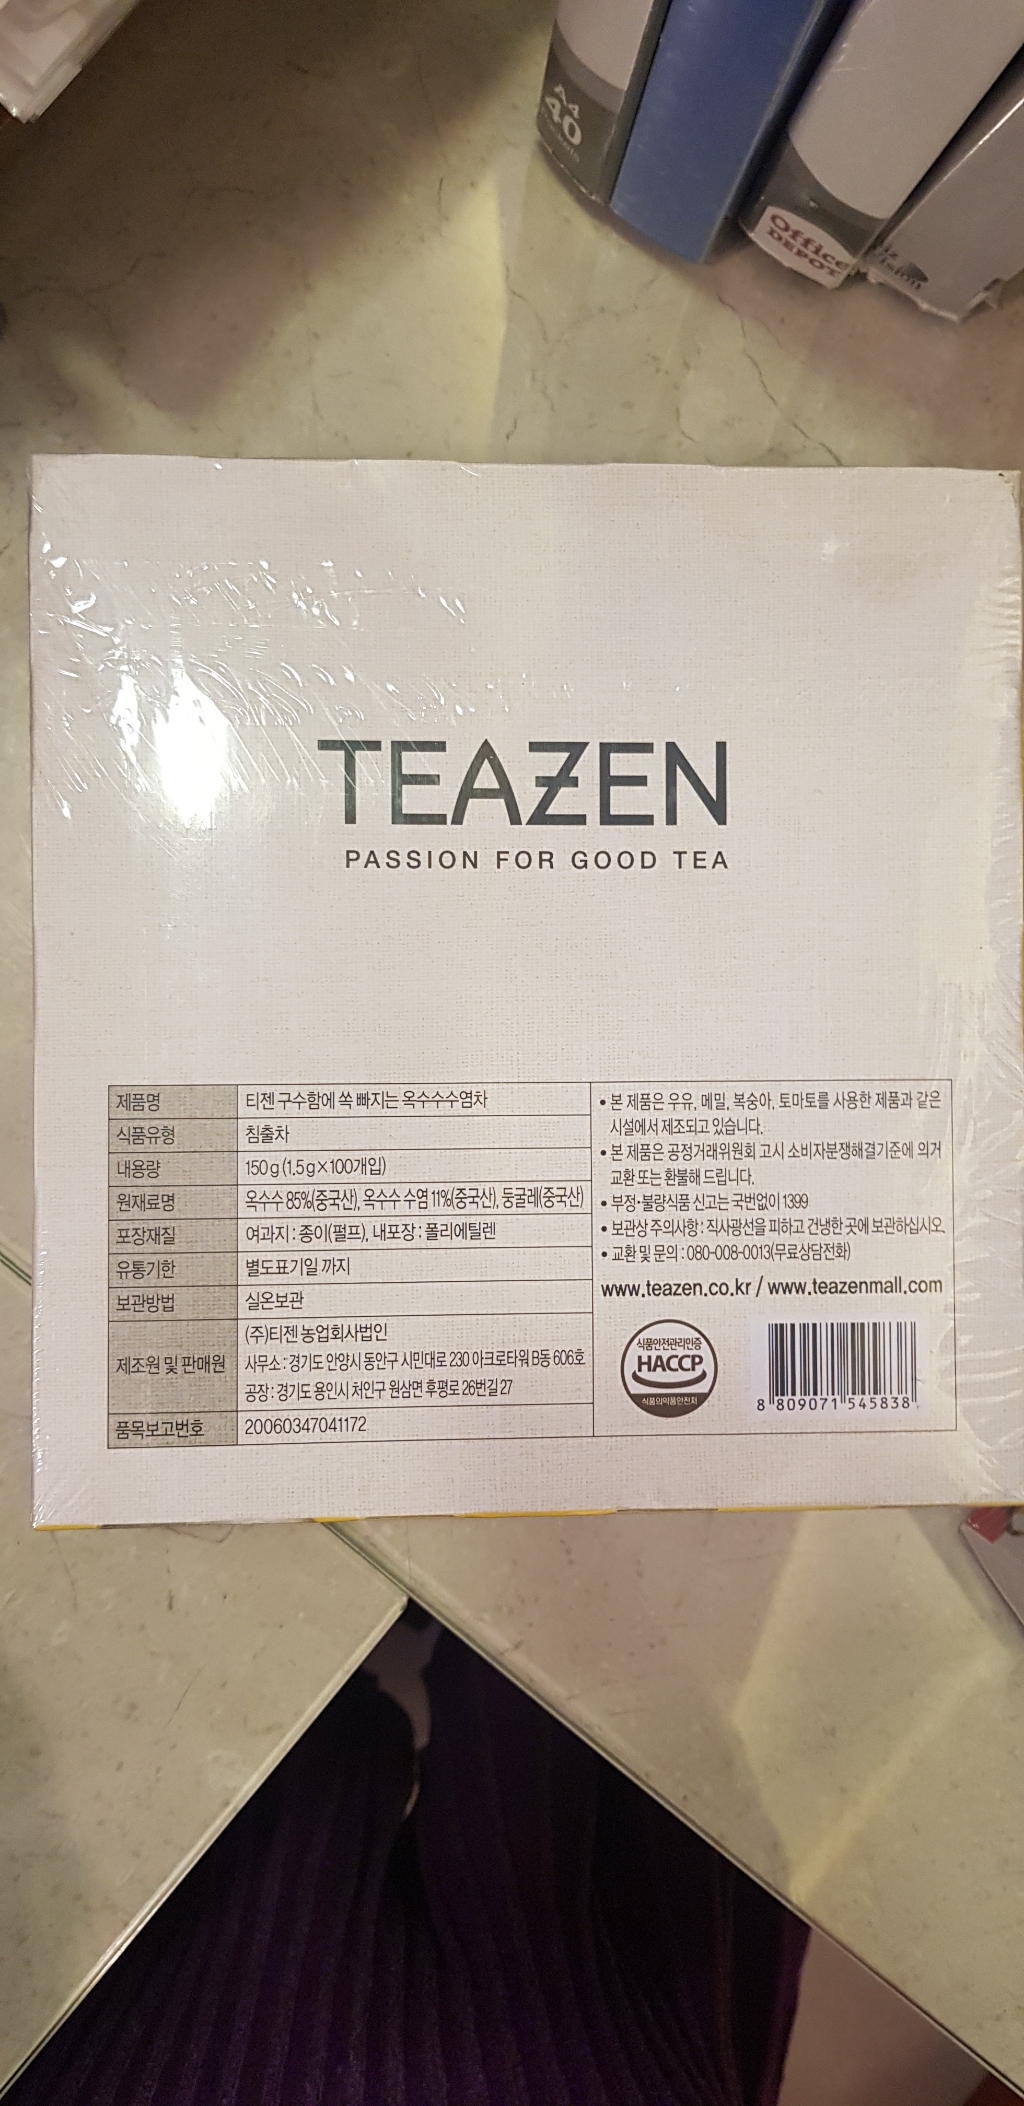 A4
40
Office
DEPOT
TEAZEN
PASSION FOR GOOD TEA
제품명 티젠 구수함에 쏙 빠지는 옥수수수염차
식품유형 침출차
내용량 150g (1.5g×100개입)
원재료명 옥수수 85%(중국산), 옥수수 수염 11%(중국산), 둥굴레(중국산)
포장재질 여과지 : 종이(펄프), 내포장 : 폴리에틸렌
유통기한 별도표기일 까지
보관방법 실온보관
제조원 및 판매원 (주)티젠 농업회사법인
사무소 : 경기도 안양시 동안구 시민대로 230 아크로타워 B동 606호
공장 : 경기도 용인시 처인구 원삼면 후평로 26번길 27
품목보고번호 20060347041172
• 본 제품은 우유, 메밀, 복숭아, 토마토를 사용한 제품과 같은
시설에서 제조되고 있습니다.
• 본 제품은 공정거래위원회 고시 소비자분쟁해결기준에 의거
교환 또는 환불해 드립니다.
• 부정·불량식품 신고는 국번없이 1399
• 보관상 주의사항 : 직사광선을 피하고 건냉한 곳에 보관하십시오.
• 교환 및 문의 : 080-008-0013(무료상담전화)
www.teazen.co.kr / www.teazenmall.com
식품안전관리인증
HACCP
식품의약품안전처
8 809071 545838